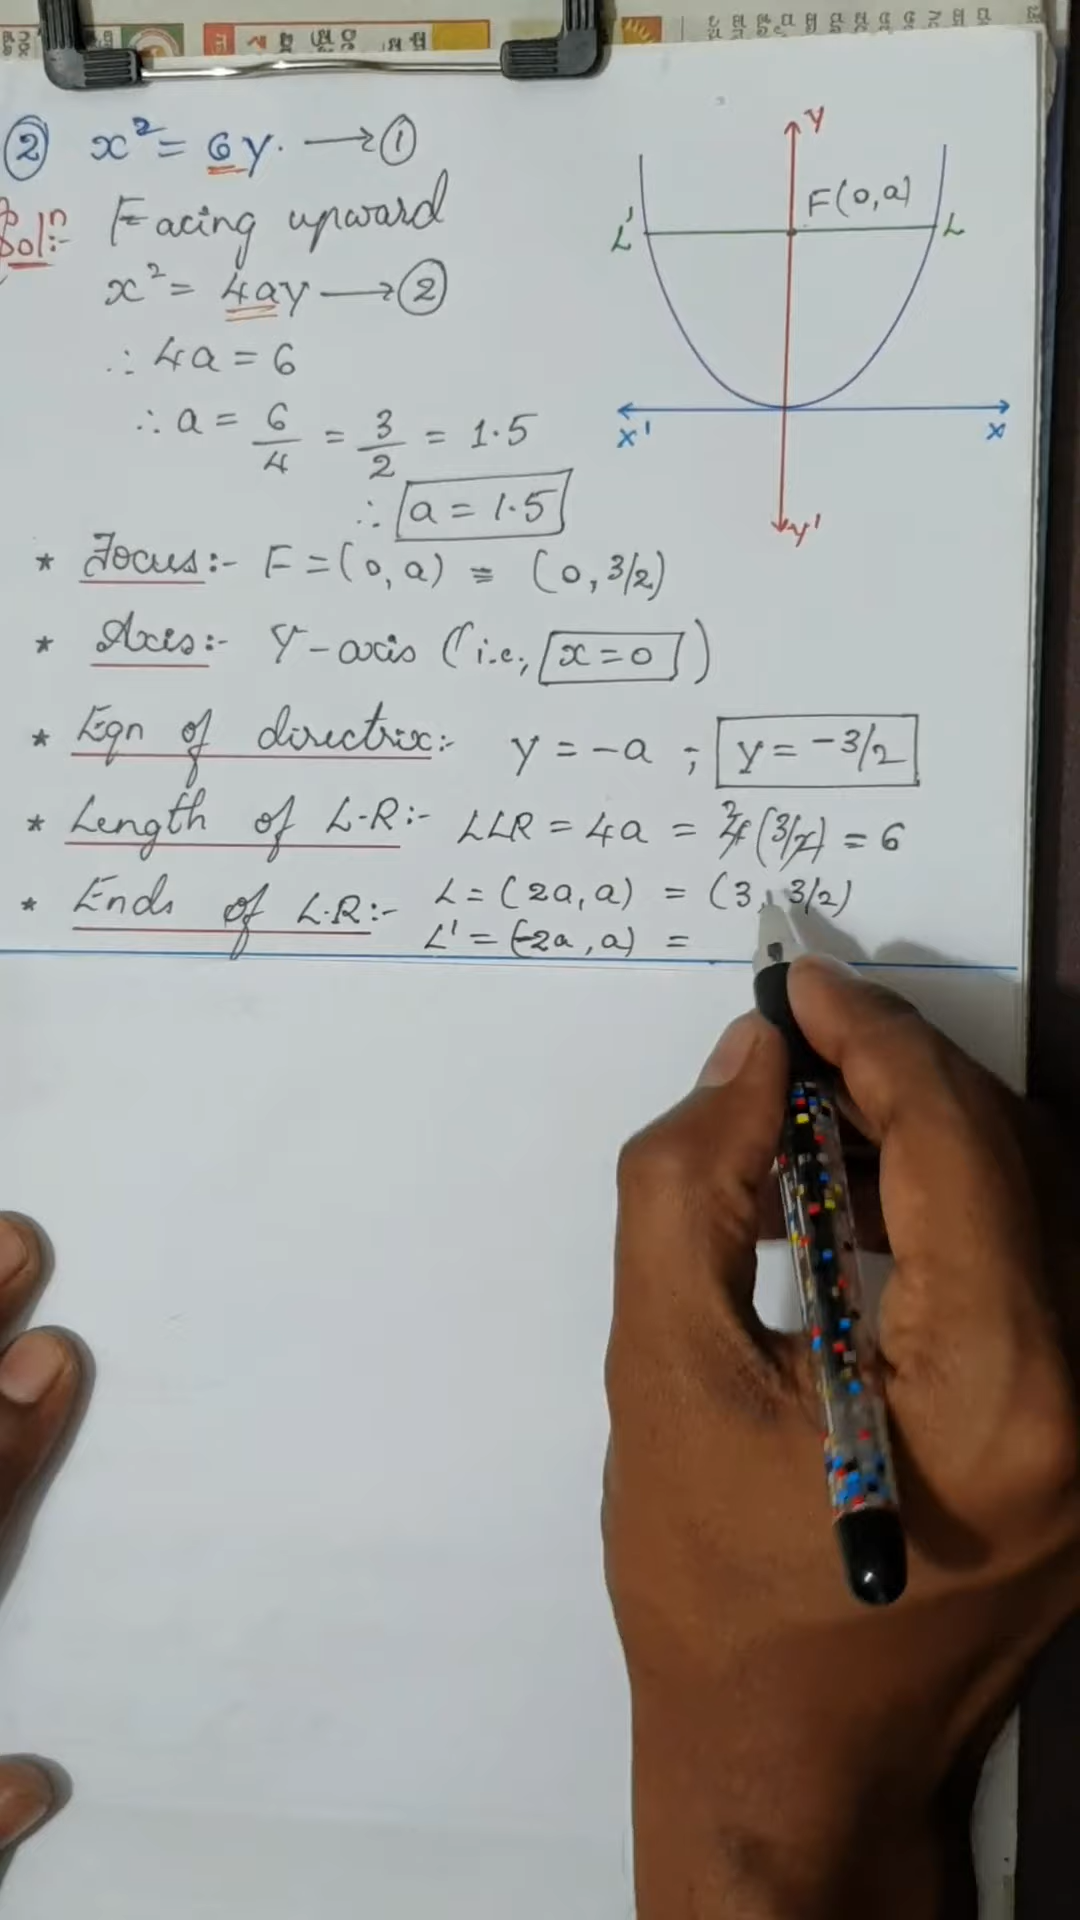 ② x² = 6y. → ①
Soln:- Facing upward
x² = 4ay → ②
∴ 4a = 6
∴ a = 6/4 = 3/2 = 1.5
∴ a = 1.5
* Focus:- F = (0, a) = (0, 3/2)
* Axis:- Y-axis (i.e., x = 0)
* Eqn of directrix:- y = -a ; y = -3/2
* Length of L.R:- LLR = 4a = 4 2 (3/2) = 6
* Ends of L.R:- L = (2a, a) = (3, 3/2)
L' = (-2a, a) =
Y
F(0, a)
L' L
X' X
Y'